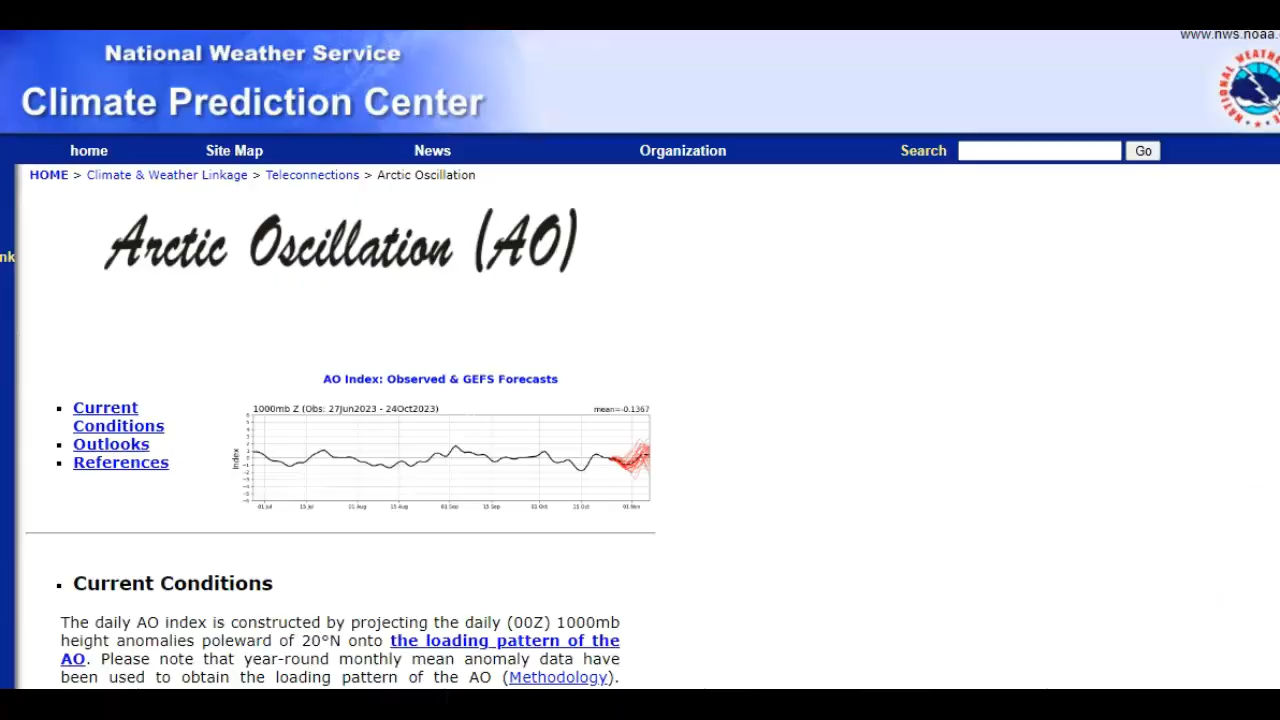 www.nws.noaa.
National Weather Service
Climate Prediction Center
home Site Map News Organization Search Go
HOME > Climate & Weather Linkage > Teleconnections > Arctic Oscillation
nk
Arctic Oscillation (AO)
AO Index: Observed & GEFS Forecasts
1000mb Z (Obs: 27Jun2023 - 24Oct2023) mean=-0.1367
Index
Current
Conditions
Outlooks
References
Current Conditions
The daily AO index is constructed by projecting the daily (00Z) 1000mb
height anomalies poleward of 20°N onto the loading pattern of the
AO. Please note that year-round monthly mean anomaly data have
been used to obtain the loading pattern of the AO (Methodology).